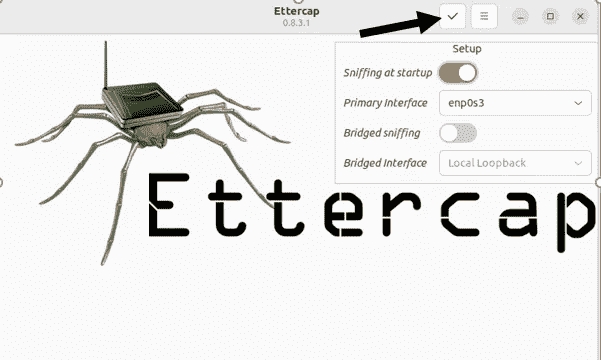 Ettercap
0.8.3.1
Setup
Sniffing at startup
Primary Interface enp0s3
Bridged sniffing
Bridged Interface Local Loopback
Ettercap